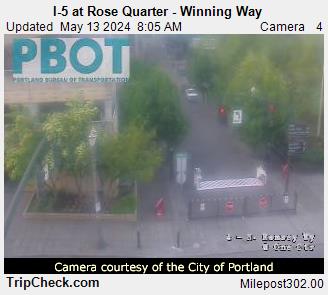 I-5 at Rose Quarter - Winning Way
Updated May 13 2024 8:05 AM Camera 4
PBOT
PORTLAND BUREAU OF TRANSPORTATION
Camera courtesy of the City of Portland
TripCheck.com Milepost302.00